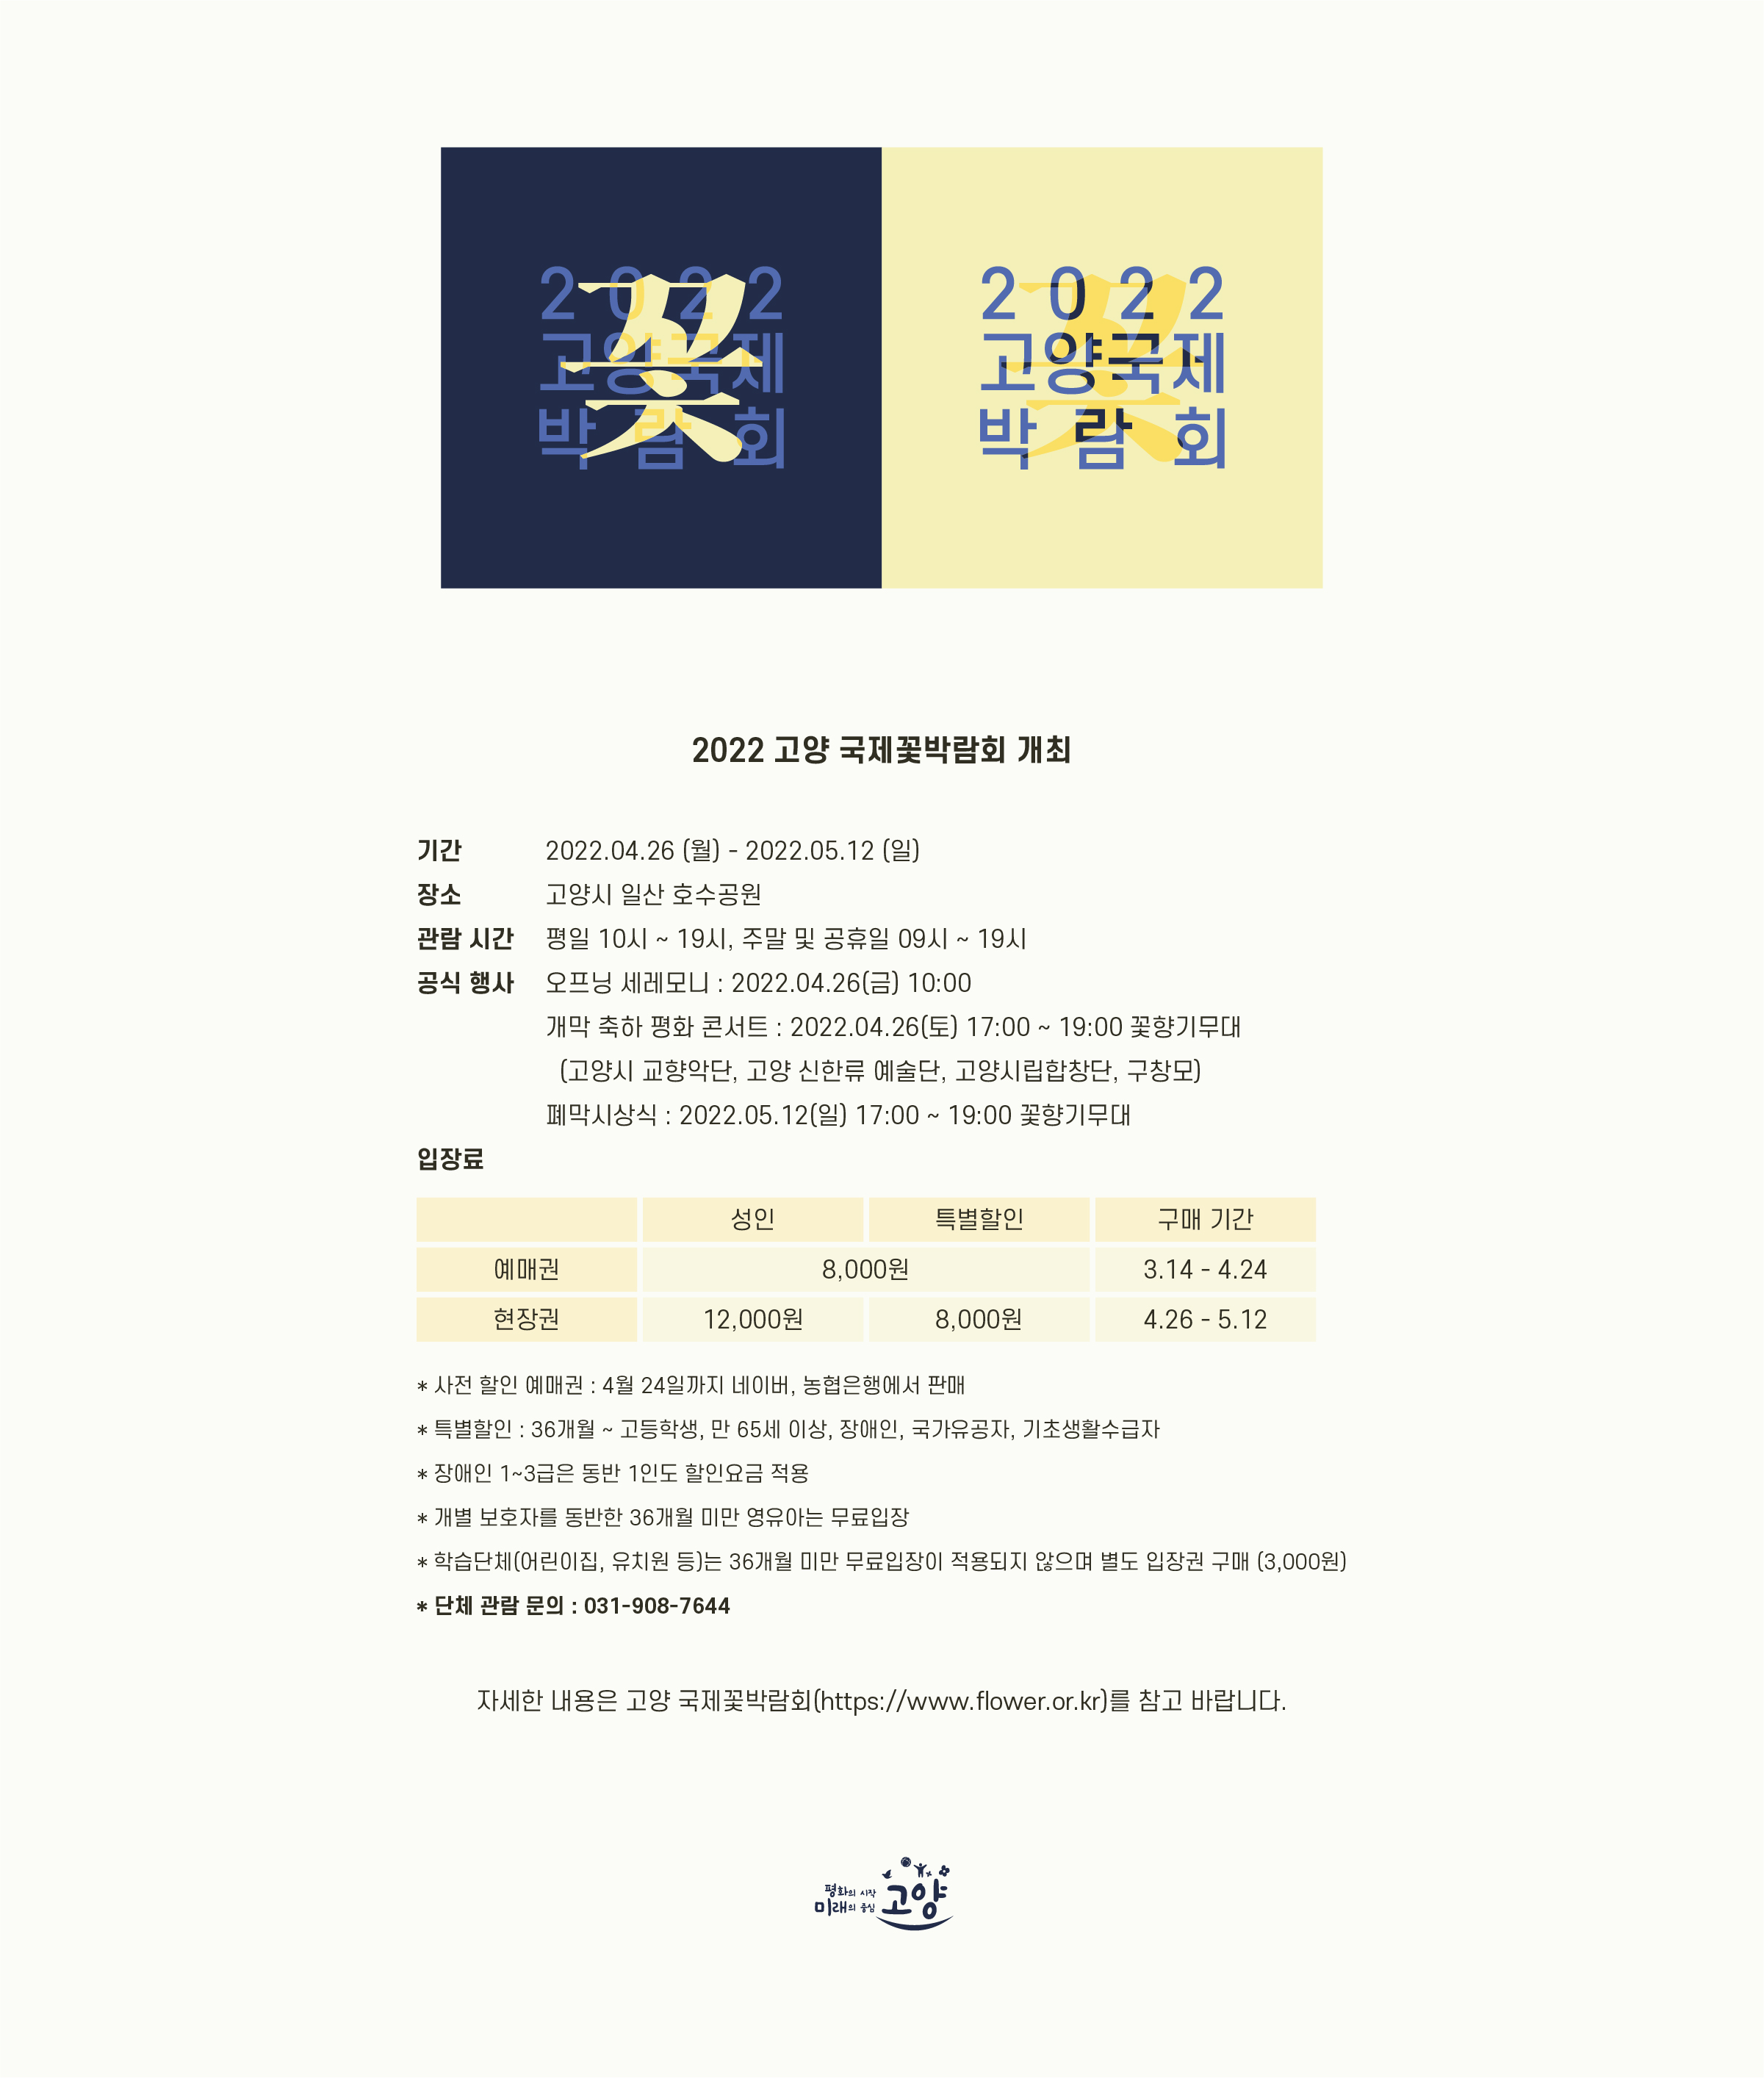 2 0 2 2
고양국제
박 람 회
꽃
2 0 2 2
고양국제
박 람 회
꽃
2022 고양 국제꽃박람회 개최
기간 2022.04.26 (월) - 2022.05.12 (일)
장소 고양시 일산 호수공원
관람 시간 평일 10시 ~ 19시, 주말 및 공휴일 09시 ~ 19시
공식 행사 오프닝 세레모니 : 2022.04.26(금) 10:00
개막 축하 평화 콘서트 : 2022.04.26(토) 17:00 ~ 19:00 꽃향기무대
(고양시 교향악단, 고양 신한류 예술단, 고양시립합창단, 구창모)
폐막시상식 : 2022.05.12(일) 17:00 ~ 19:00 꽃향기무대
입장료
성인 특별할인 구매 기간
예매권 8,000원 3.14 - 4.24
현장권 12,000원 8,000원 4.26 - 5.12
* 사전 할인 예매권 : 4월 24일까지 네이버, 농협은행에서 판매
* 특별할인 : 36개월 ~ 고등학생, 만 65세 이상, 장애인, 국가유공자, 기초생활수급자
* 장애인 1~3급은 동반 1인도 할인요금 적용
* 개별 보호자를 동반한 36개월 미만 영유아는 무료입장
* 학습단체(어린이집, 유치원 등)는 36개월 미만 무료입장이 적용되지 않으며 별도 입장권 구매 (3,000원)
* 단체 관람 문의 : 031-908-7644
자세한 내용은 고양 국제꽃박람회(https://www.flower.or.kr)를 참고 바랍니다.
평화의 시작
미래의 중심 고양